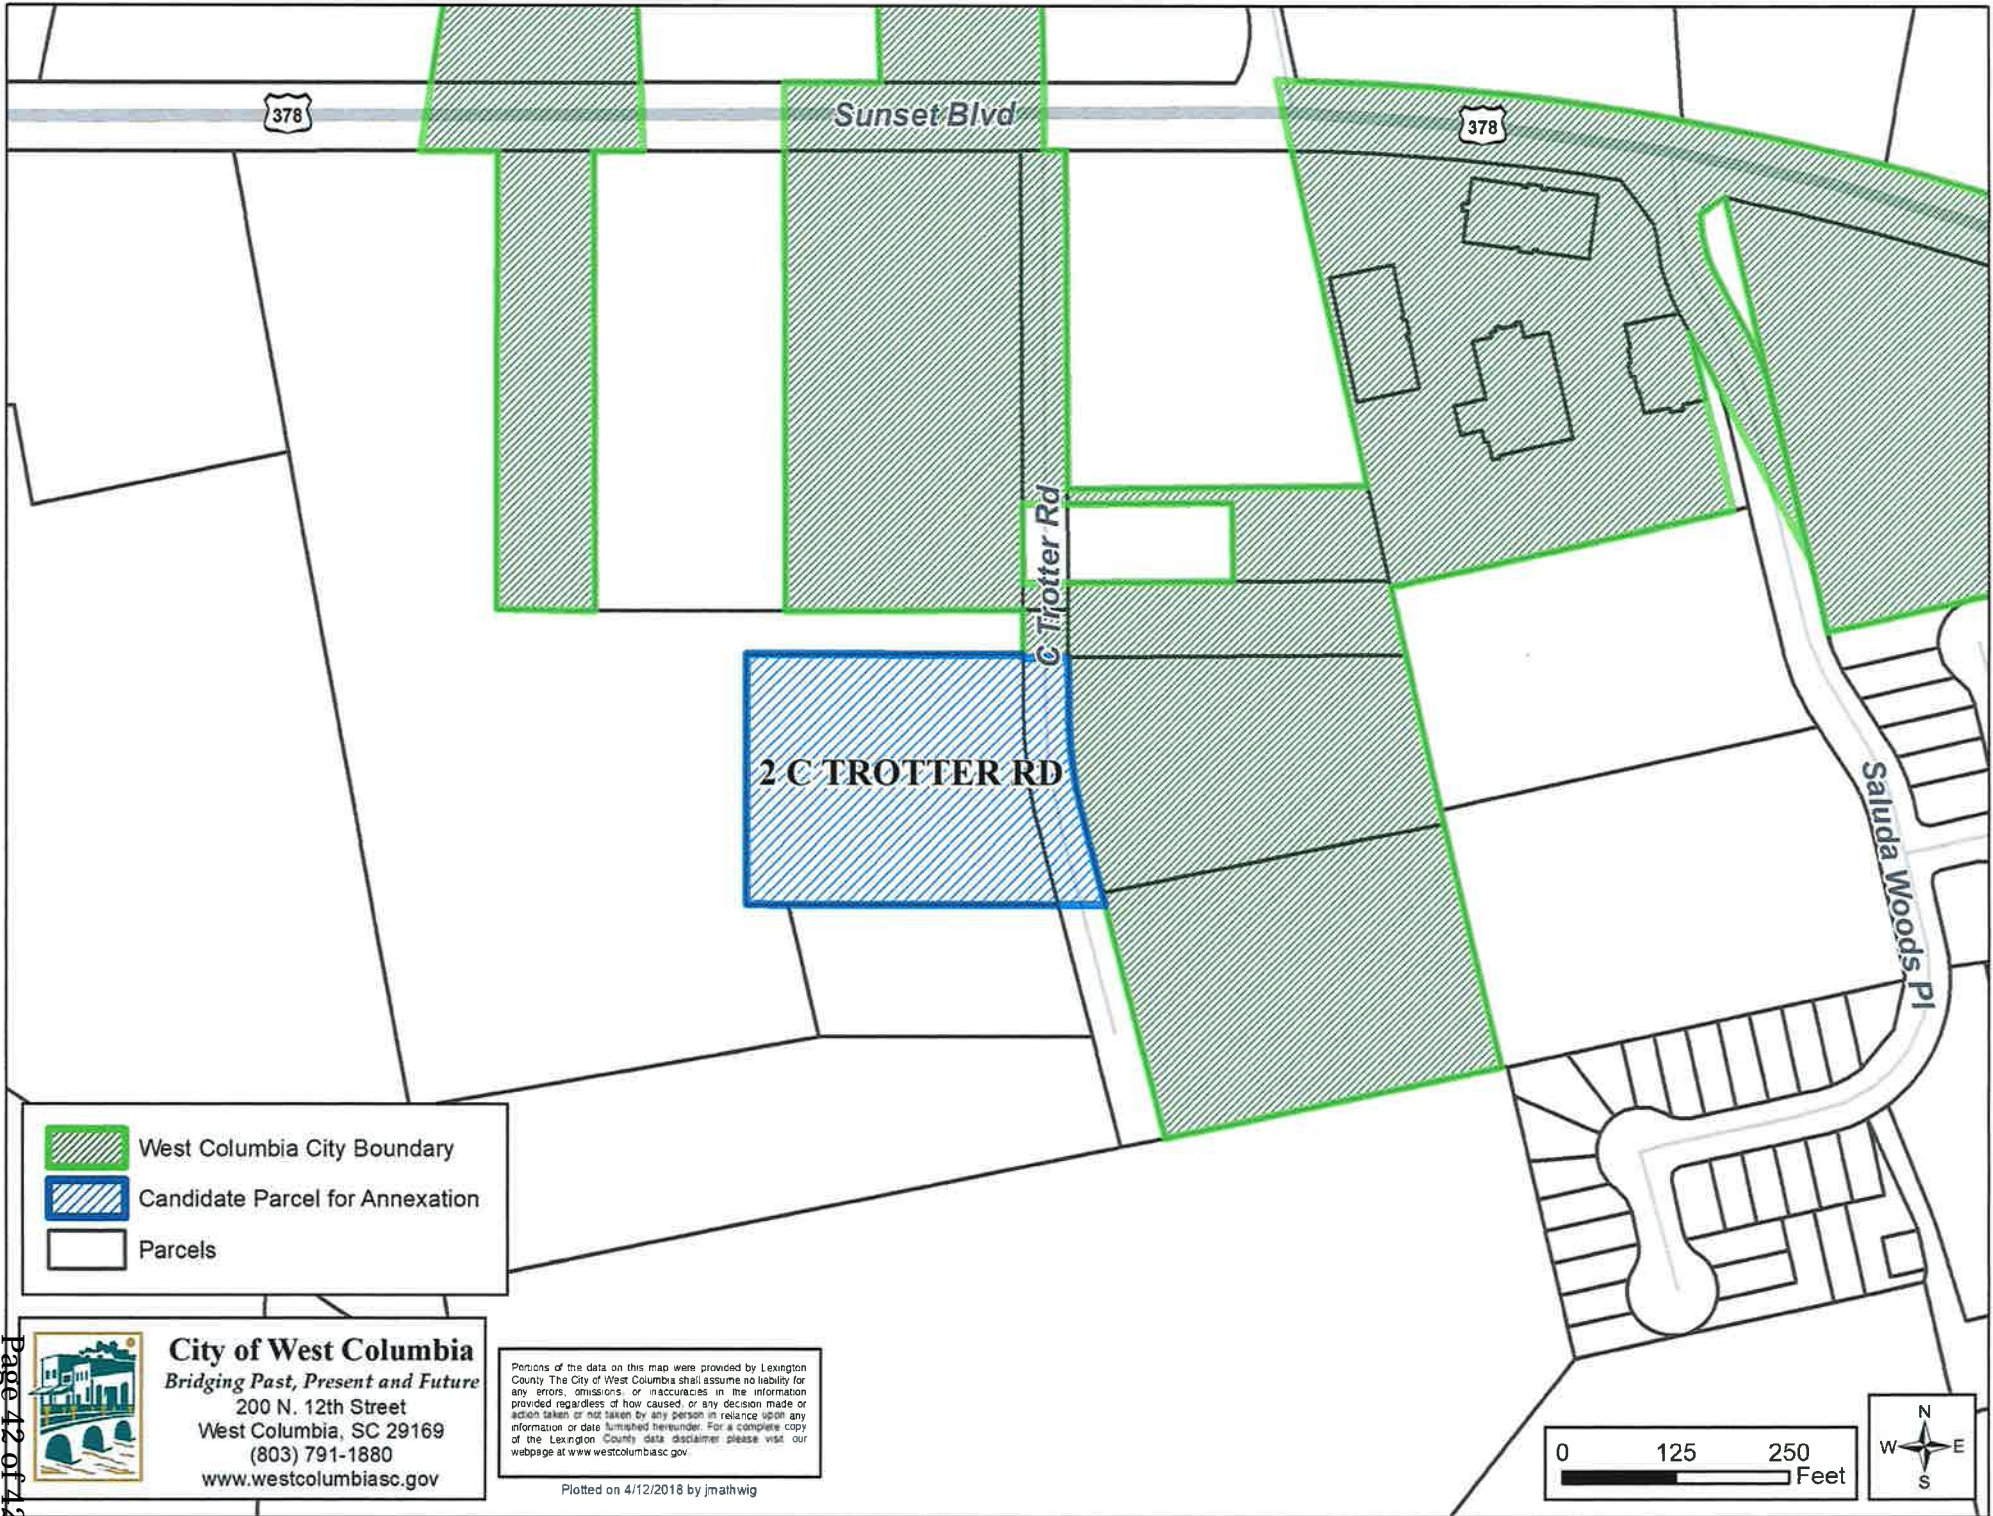 378
Sunset Blvd
378
C Trotter Rd
2 C TROTTER RD
Saluda Woods Pl
West Columbia City Boundary
Candidate Parcel for Annexation
Parcels
City of West Columbia
Bridging Past, Present and Future
200 N. 12th Street
West Columbia, SC 29169
(803) 791-1880
www.westcolumbiasc.gov
Portions of the data on this map were provided by Lexington
County. The City of West Columbia shall assume no liability for
any errors, omissions, or inaccuracies in the information
provided regardless of how caused, or any decision made or
action taken or not taken by any person in reliance upon any
information or date furnished hereunder. For a complete copy
of the Lexington County data disclaimer please visit our
webpage at www.westcolumbiasc.gov.
Plotted on 4/12/2018 by jmathwig
0 125 250
Feet
N
W E
S
Page 42 of 42